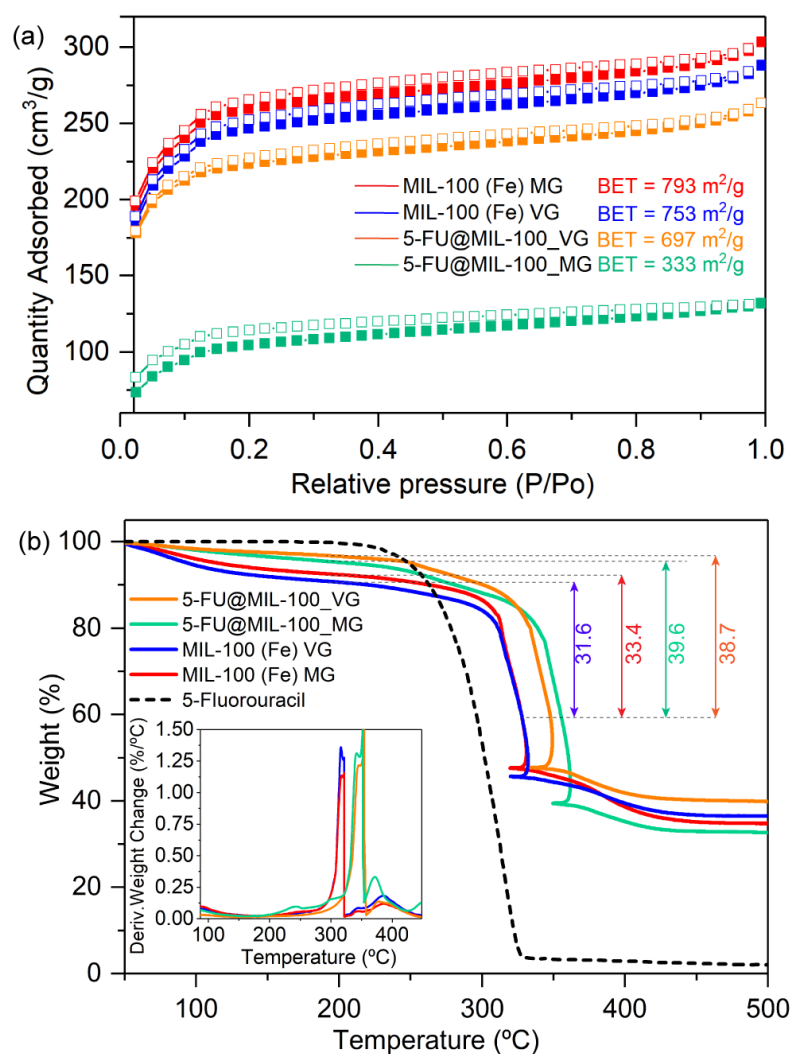 (a)
300
250
200
150
100
Quantity Adsorbed (cm³/g)
MIL-100 (Fe) MG BET = 793 m²/g
MIL-100 (Fe) VG BET = 753 m²/g
5-FU@MIL-100_VG BET = 697 m²/g
5-FU@MIL-100_MG BET = 333 m²/g
0.0 0.2 0.4 0.6 0.8 1.0
Relative pressure (P/Po)
(b)
100
80
60
40
20
0
Weight (%)
5-FU@MIL-100_VG
5-FU@MIL-100_MG
MIL-100 (Fe) VG
MIL-100 (Fe) MG
5-Fluorouracil
31.6
33.4
39.6
38.7
1.50
1.25
1.00
0.75
0.50
0.25
0.00
Deriv.Weight Change (%/ºC)
100 200 300 400
Temperature (ºC)
100 200 300 400 500
Temperature (ºC)